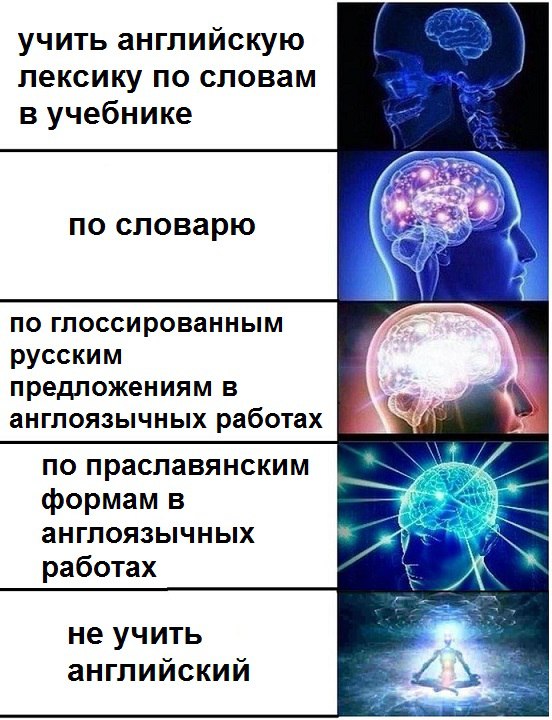 учить английскую
лексику по словам
в учебнике
по словарю
по глоссированным
русским
предложениям в
англоязычных работах
по праславянским
формам в
англоязычных
работах
не учить
английский